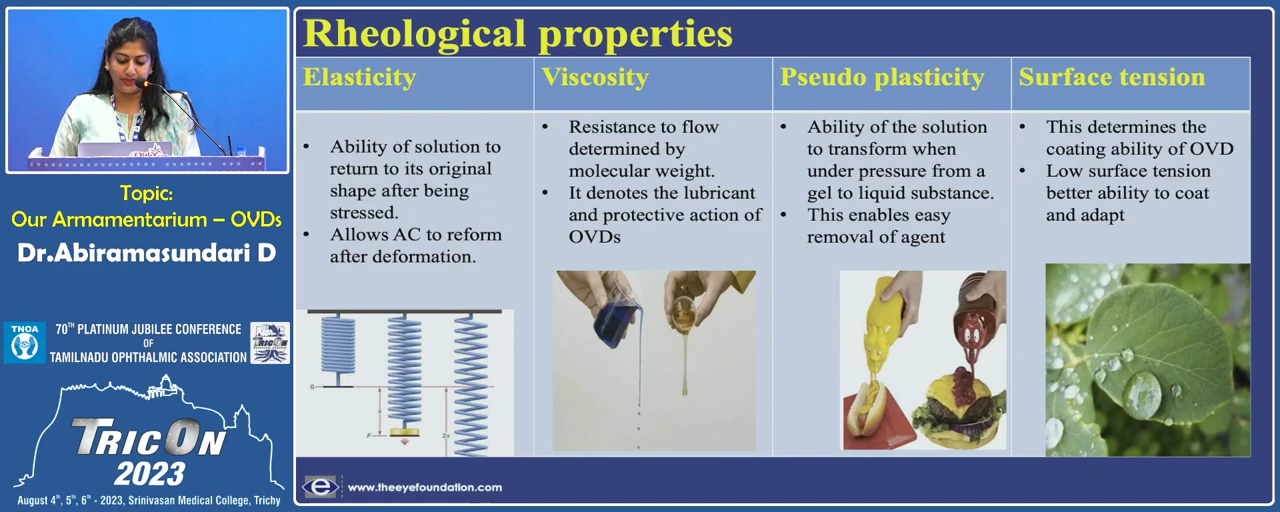 Topic:
Our Armamentarium – OVDs
Dr.Abiramasundari D
TNOA
70TH PLATINUM JUBILEE CONFERENCE
OF
TAMILNADU OPHTHALMIC ASSOCIATION
TRICON
2023
August 4th, 5th, 6th - 2023, Srinivasan Medical College, Trichy
Rheological properties
Elasticity
• Ability of solution to
return to its original
shape after being
stressed.
• Allows AC to reform
after deformation.
0
F
2x
Viscosity
• Resistance to flow
determined by
molecular weight.
• It denotes the lubricant
and protective action of
OVDs
Pseudo plasticity
• Ability of the solution
to transform when
under pressure from a
gel to liquid substance.
• This enables easy
removal of agent
Surface tension
• This determines the
coating ability of OVD
• Low surface tension
better ability to coat
and adapt
e
www.theeyefoundation.com